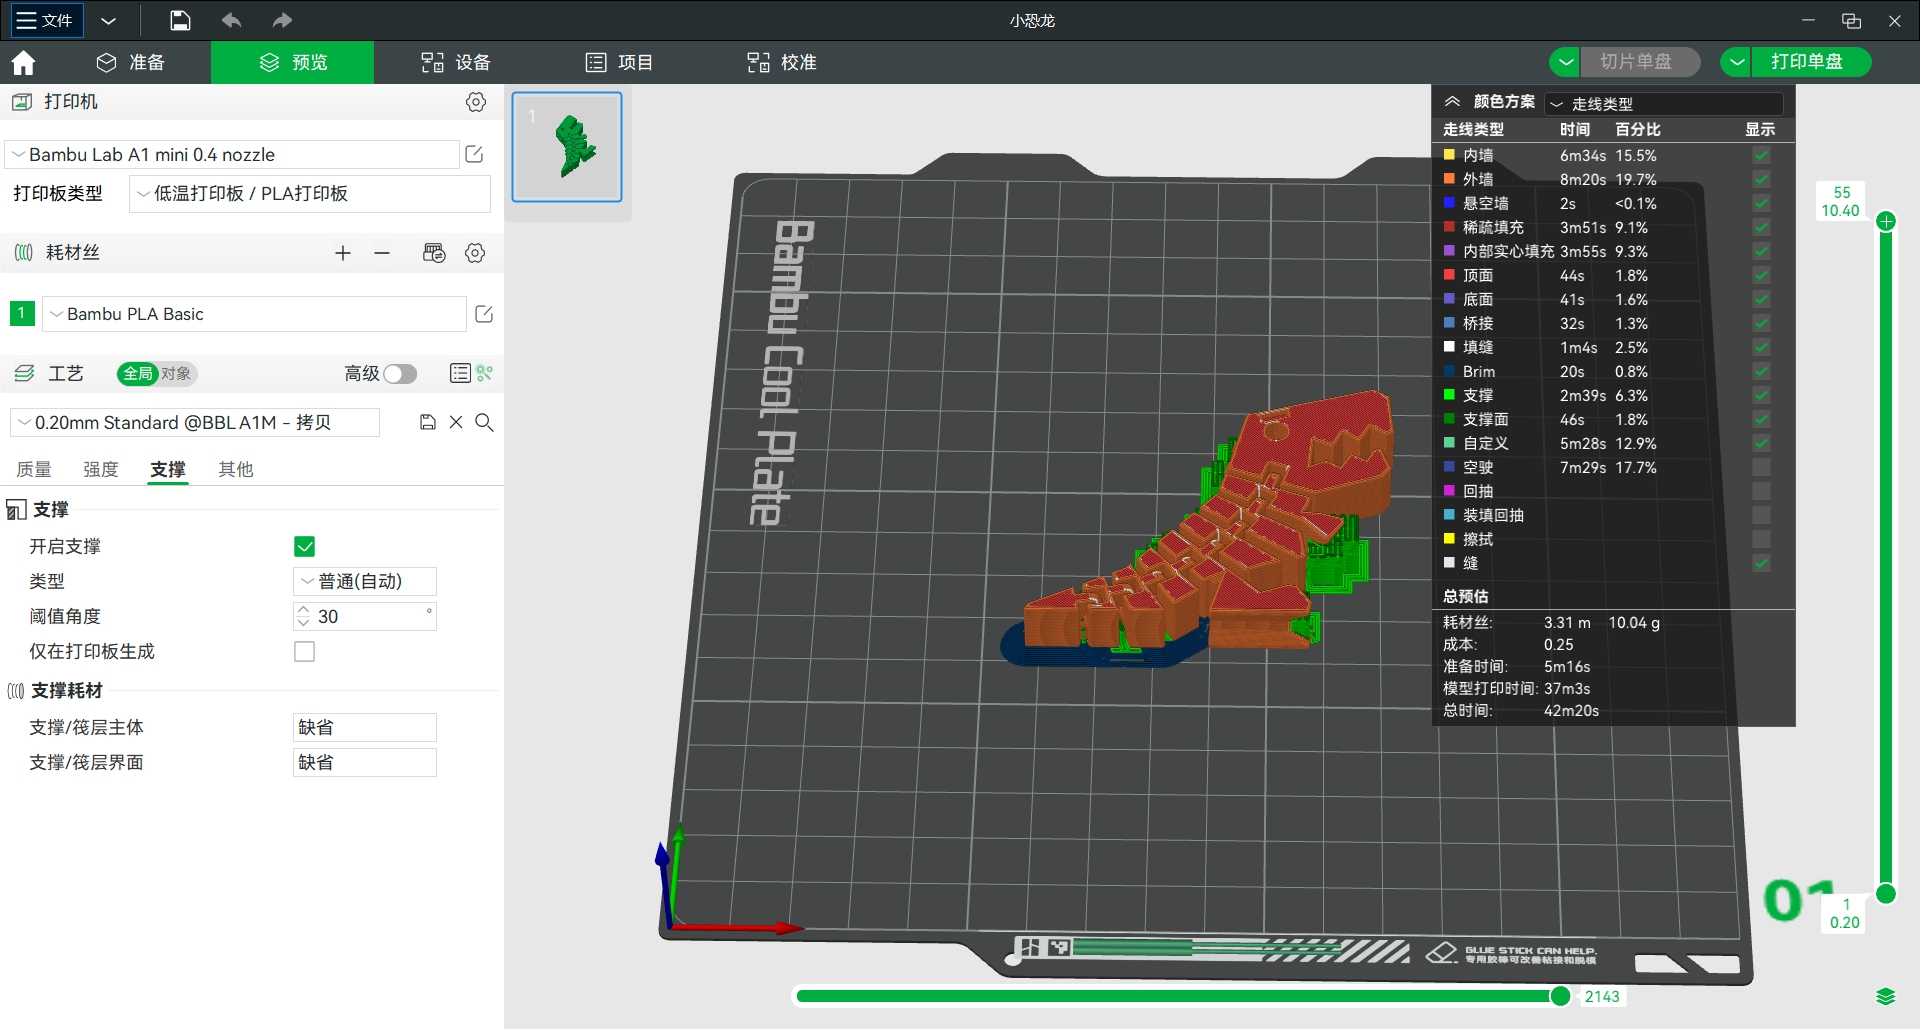 文件
小恐龙
准备
预览
设备
项目
校准
切片单盘
打印单盘
打印机
Bambu Lab A1 mini 0.4 nozzle
打印板类型
低温打印板 / PLA打印板
耗材丝
1
Bambu PLA Basic
工艺
全局
对象
高级
0.20mm Standard @BBL A1M - 拷贝
质量
强度
支撑
其他
支撑
开启支撑
类型
普通(自动)
阈值角度
30
°
仅在打印板生成
支撑耗材
支撑/筏层主体
缺省
支撑/筏层界面
缺省
1
Bambu Cool Plate
颜色方案
走线类型
走线类型 时间 百分比 显示
内墙 6m34s 15.5%
外墙 8m20s 19.7%
悬空墙 2s <0.1%
稀疏填充 3m51s 9.1%
内部实心填充 3m55s 9.3%
顶面 44s 1.8%
底面 41s 1.6%
桥接 32s 1.3%
填缝 1m4s 2.5%
Brim 20s 0.8%
支撑 2m39s 6.3%
支撑面 46s 1.8%
自定义 5m28s 12.9%
空驶 7m29s 17.7%
回抽
装填回抽
擦拭
缝
总预估
耗材丝: 3.31 m 10.04 g
成本: 0.25
准备时间: 5m16s
模型打印时间: 37m3s
总时间: 42m20s
55
10.40
01
1
0.20
GLUE STICK CAN HELP.
专用胶棒可改善粘接和脱模
2143